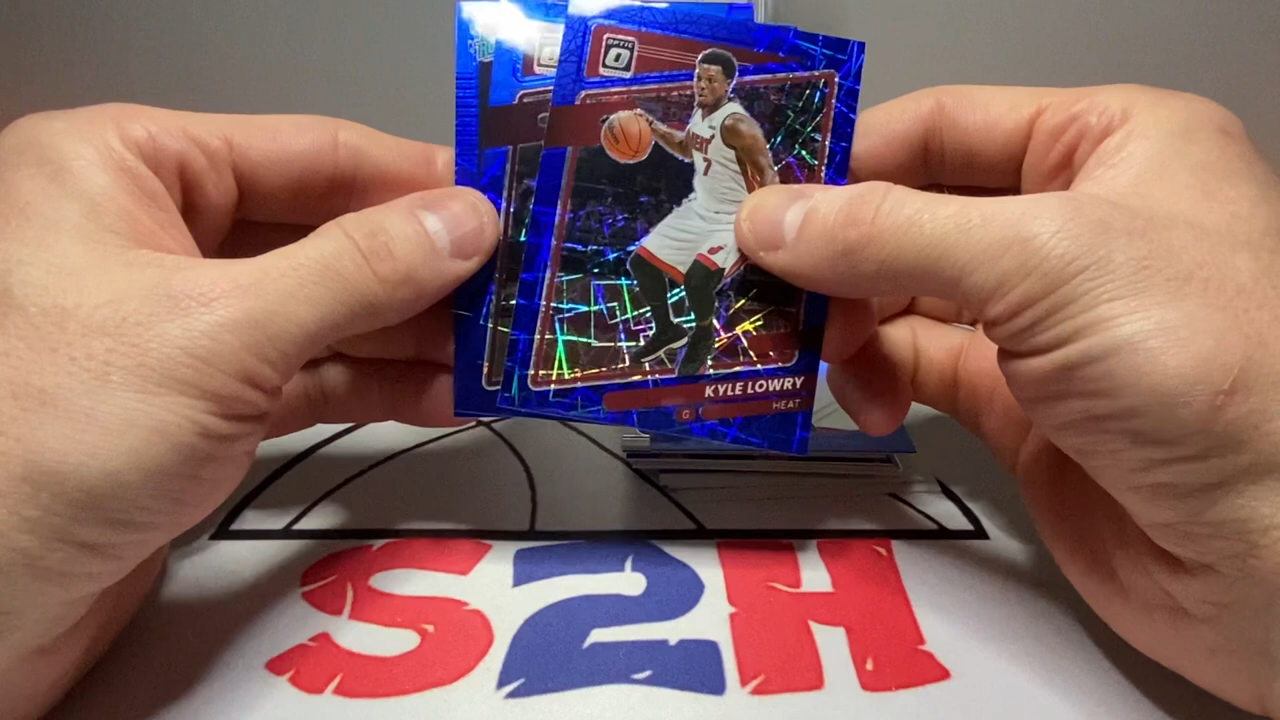 OPTIC
HEAT
7
KYLE LOWRY
G HEAT
S2H